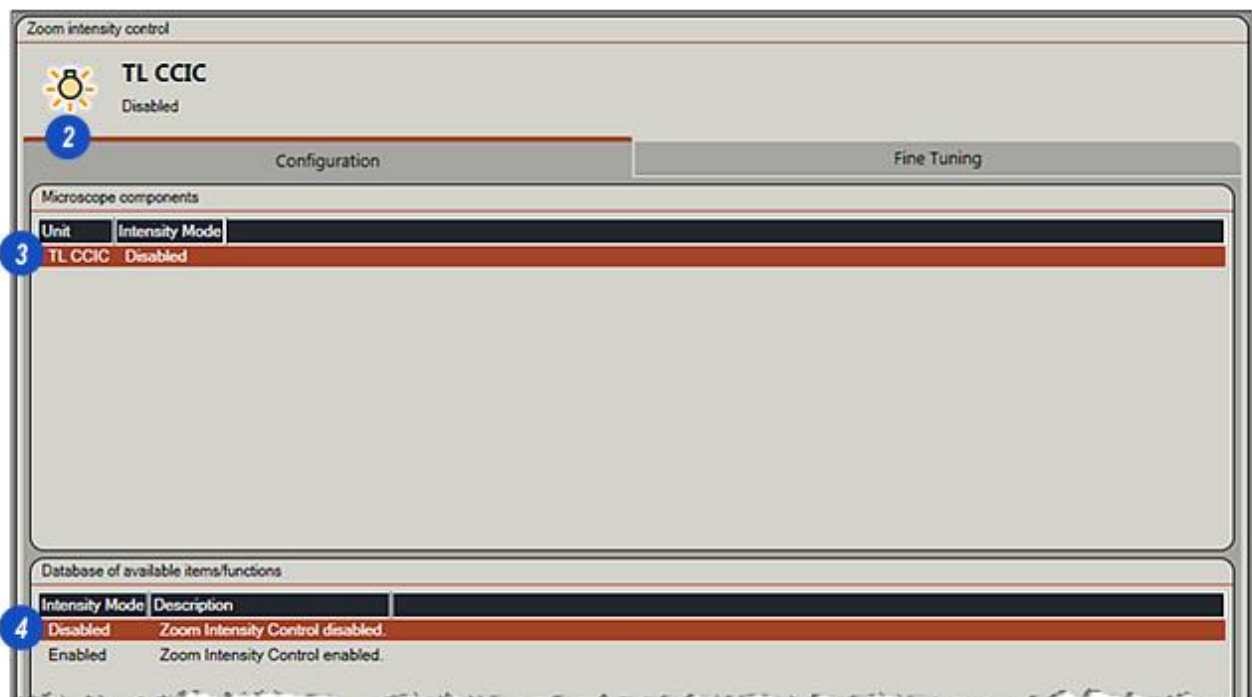 Zoom intensity control
TL CCIC
Disabled
2
Configuration Fine Tuning
Microscope components
Unit Intensity Mode
3 TL CCIC Disabled
Database of available items/functions
Intensity Mode Description
4 Disabled Zoom Intensity Control disabled.
Enabled Zoom Intensity Control enabled.